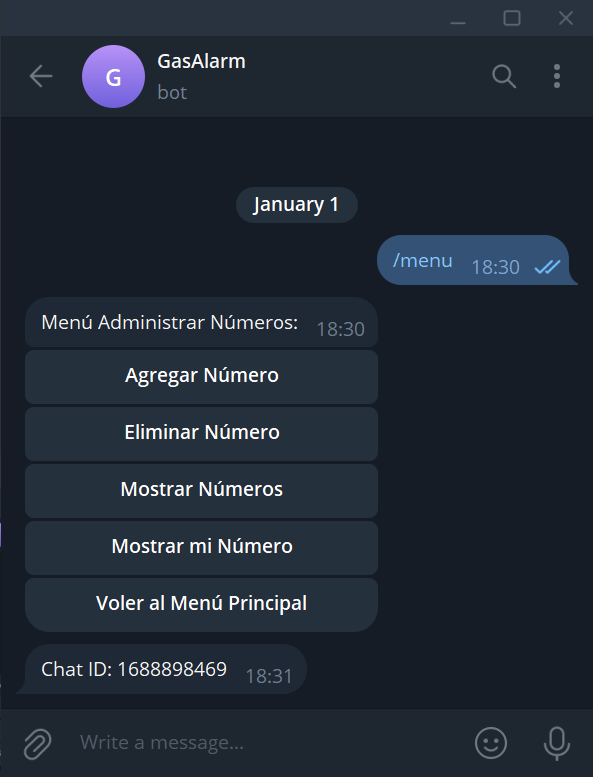 GasAlarm
G
bot
January 1
/menu 18:30
Menú Administrar Números: 18:30
Agregar Número
Eliminar Número
Mostrar Números
Mostrar mi Número
Voler al Menú Principal
Chat ID: 1688898469 18:31
Write a message...